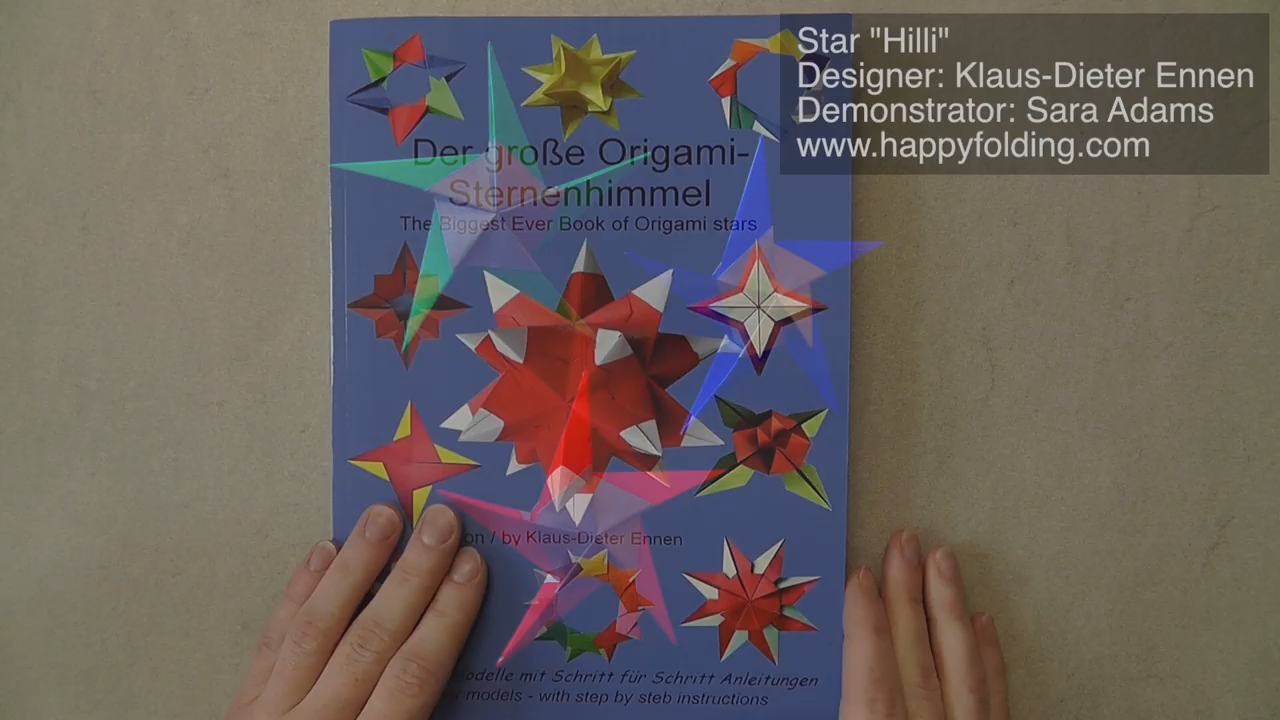 Star "Hilli"
Designer: Klaus-Dieter Ennen
Demonstrator: Sara Adams
www.happyfolding.com
Der große Origami-
Sternenhimmel
The Biggest Ever Book of Origami stars
/ by Klaus-Dieter Ennen
mit Schritt für Schritt Anleitungen
models - with step by steb instructions